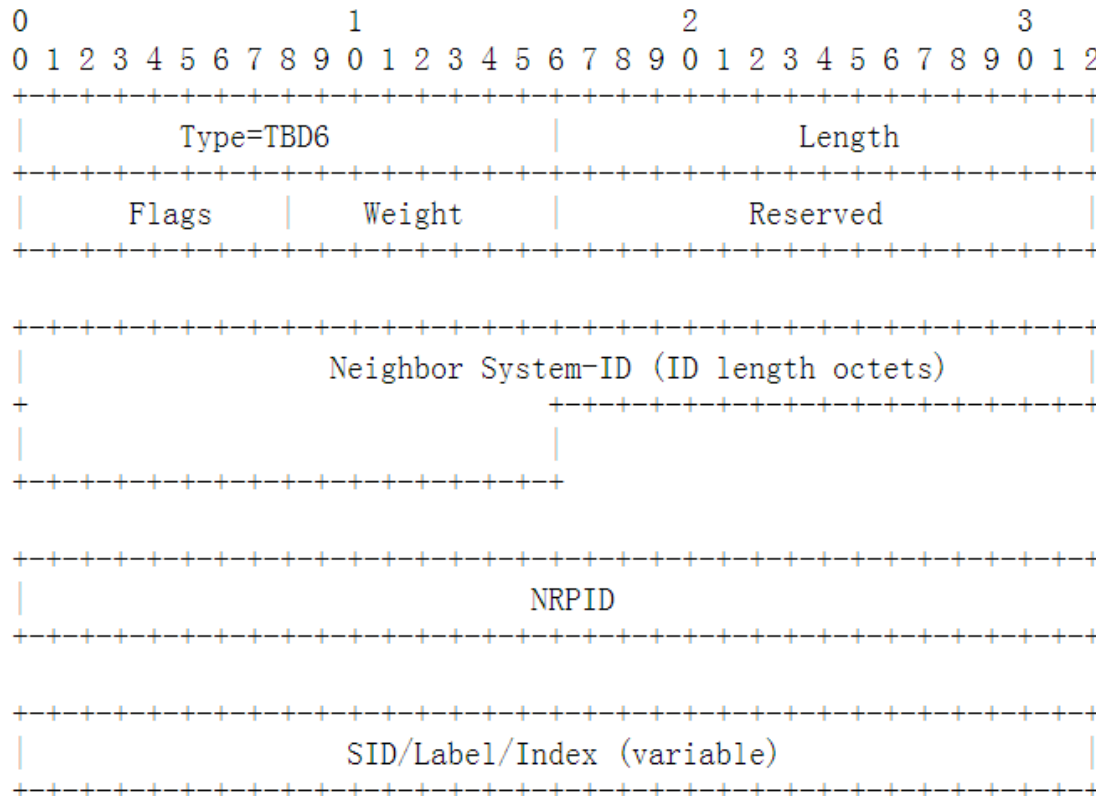 0                   1                   2                   3
0 1 2 3 4 5 6 7 8 9 0 1 2 3 4 5 6 7 8 9 0 1 2 3 4 5 6 7 8 9 0 1 2
+-+-+-+-+-+-+-+-+-+-+-+-+-+-+-+-+-+-+-+-+-+-+-+-+-+-+-+-+-+-+-+-+
|         Type=TBD6             |              Length           |
+-+-+-+-+-+-+-+-+-+-+-+-+-+-+-+-+-+-+-+-+-+-+-+-+-+-+-+-+-+-+-+-+
|      Flags    |    Weight     |           Reserved            |
+-+-+-+-+-+-+-+-+-+-+-+-+-+-+-+-+-+-+-+-+-+-+-+-+-+-+-+-+-+-+-+-+
+-+-+-+-+-+-+-+-+-+-+-+-+-+-+-+-+-+-+-+-+-+-+-+-+-+-+-+-+-+-+-+-+
|                  Neighbor System-ID (ID length octets)        |
+                               +-+-+-+-+-+-+-+-+-+-+-+-+-+-+-+-+
|                               |
+-+-+-+-+-+-+-+-+-+-+-+-+-+-+-+-+
+-+-+-+-+-+-+-+-+-+-+-+-+-+-+-+-+-+-+-+-+-+-+-+-+-+-+-+-+-+-+-+-+
|                              NRPID
+-+-+-+-+-+-+-+-+-+-+-+-+-+-+-+-+-+-+-+-+-+-+-+-+-+-+-+-+-+-+-+-+
+-+-+-+-+-+-+-+-+-+-+-+-+-+-+-+-+-+-+-+-+-+-+-+-+-+-+-+-+-+-+-+-+
|                   SID/Label/Index (variable)                  |
+-+-+-+-+-+-+-+-+-+-+-+-+-+-+-+-+-+-+-+-+-+-+-+-+-+-+-+-+-+-+-+-+